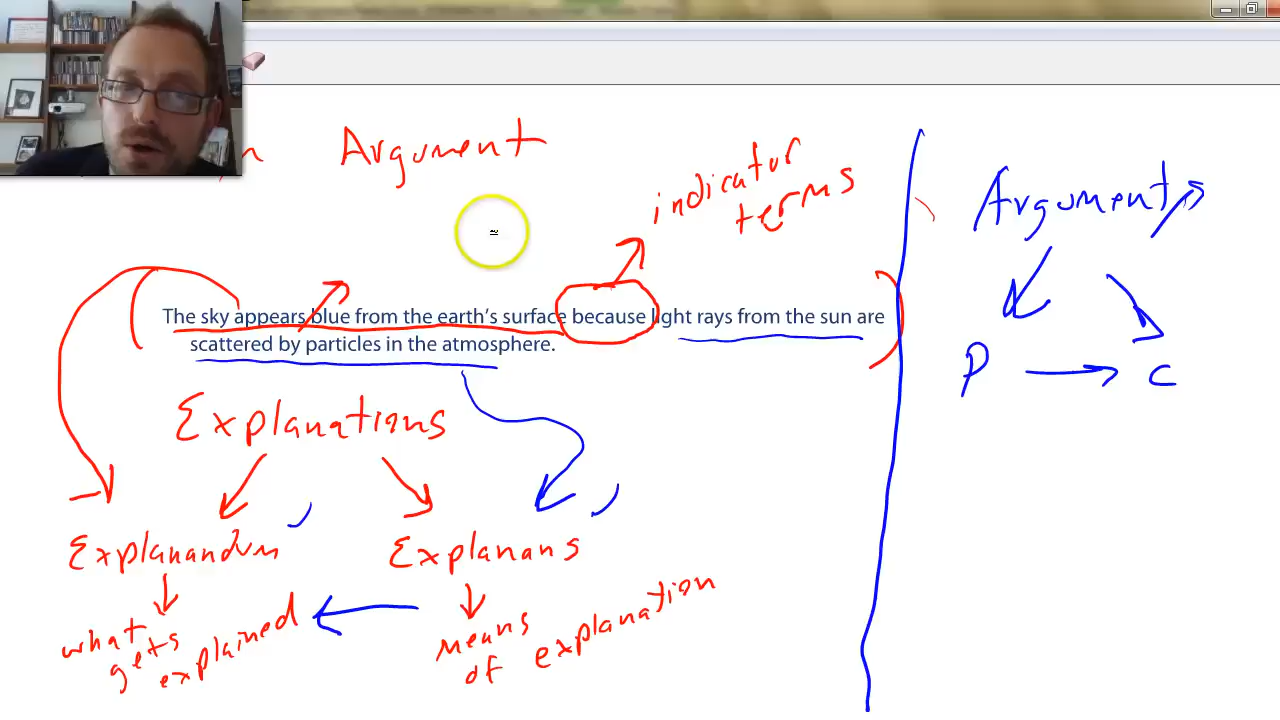 Argument
indicator
terms
The sky appears blue from the earth's surface because light rays from the sun are
scattered by particles in the atmosphere.
Explanations
Explanandum
Explanans
what
gets
explained
means
of explanation
Argument
P → C